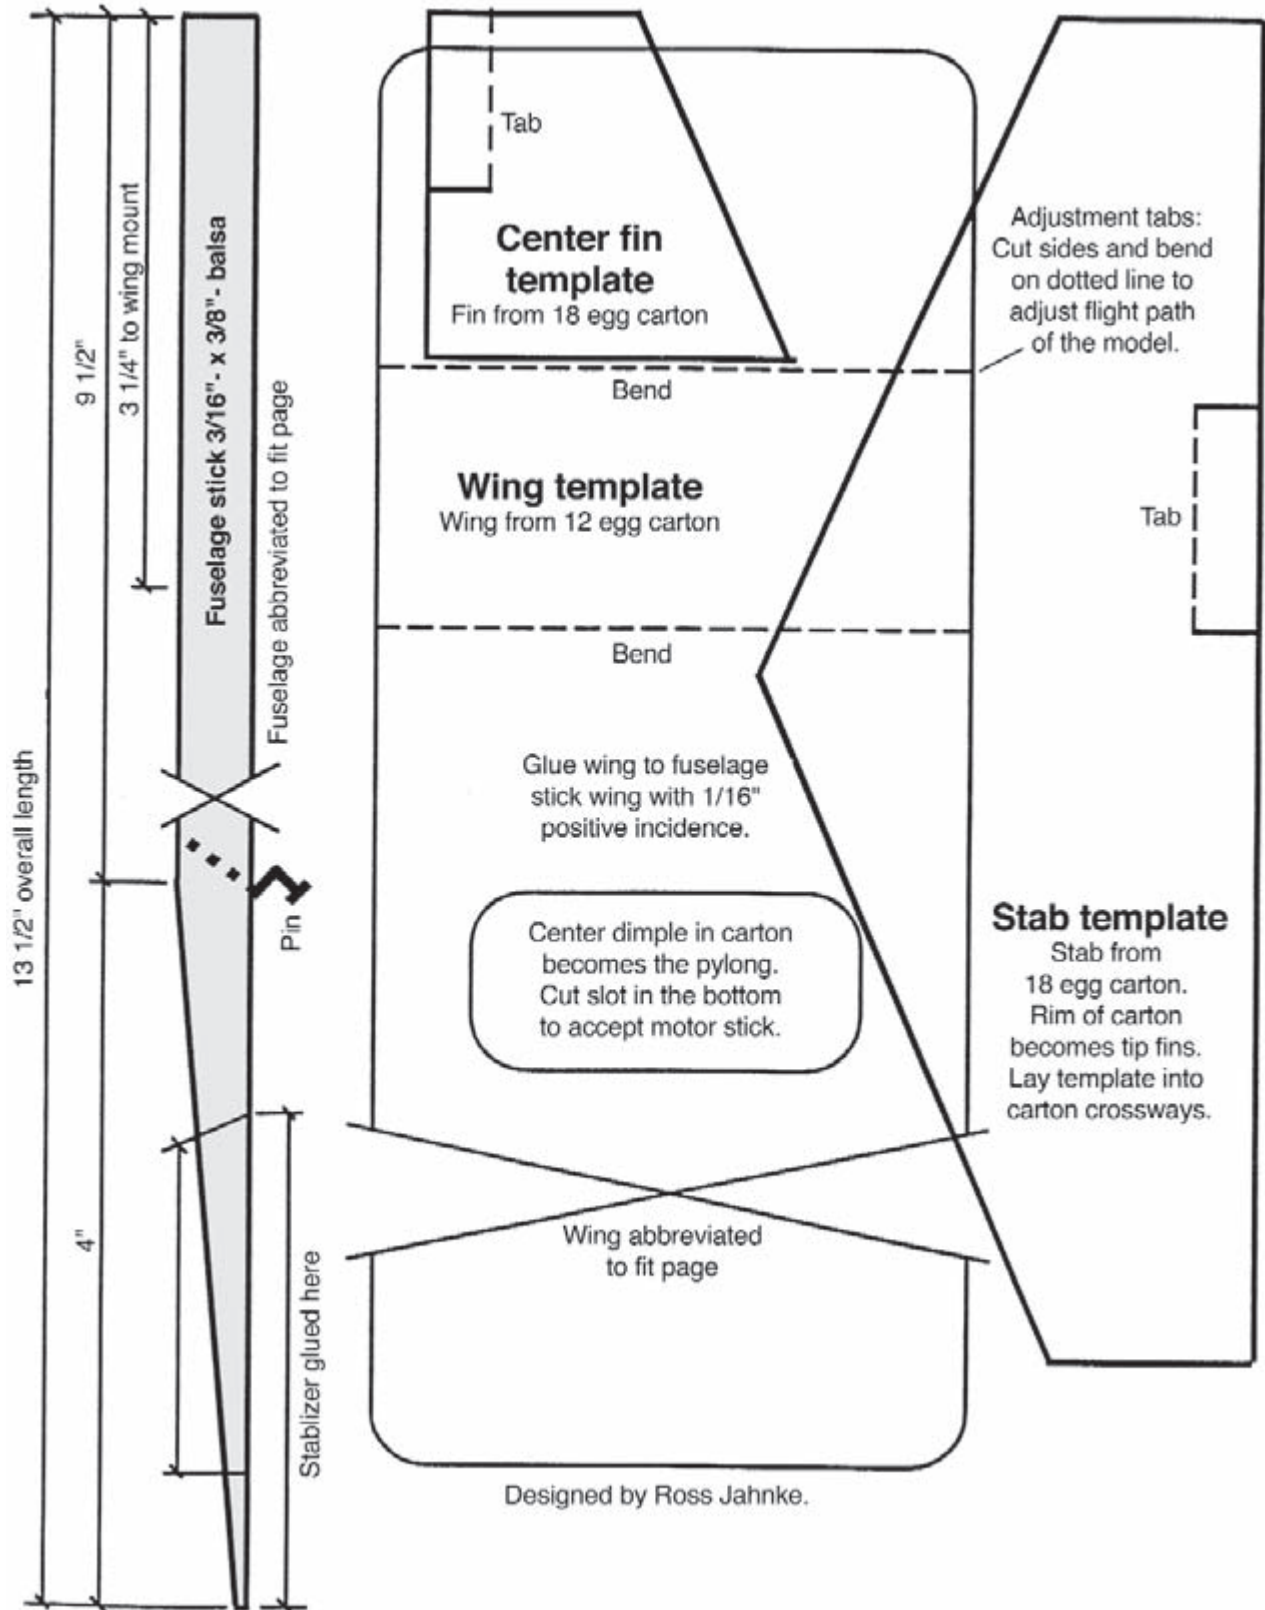 13 1/2" overall length
9 1/2"
4"
3 1/4" to wing mount
Fuselage stick 3/16"- x 3/8"- balsa
Fuselage abbreviated to fit page
Pin
Stablizer glued here
Tab
Center fin
template
Fin from 18 egg carton
Bend
Wing template
Wing from 12 egg carton
Bend
Glue wing to fuselage
stick wing with 1/16"
positive incidence.
Center dimple in carton
becomes the pylong.
Cut slot in the bottom
to accept motor stick.
Wing abbreviated
to fit page
Designed by Ross Jahnke.
Adjustment tabs:
Cut sides and bend
on dotted line to
adjust flight path
of the model.
Tab
Stab template
Stab from
18 egg carton.
Rim of carton
becomes tip fins.
Lay template into
carton crossways.